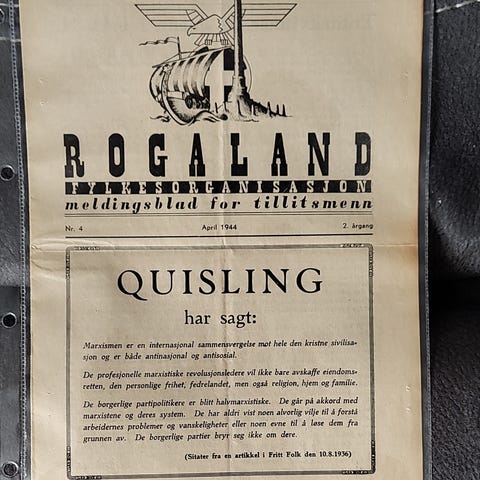 ROGALAND
FYLKESORGANISASJON
meldingsblad for tillitsmenn
Nr. 4 April 1944 2. årgang
QUISLING
har sagt:
Marxismen er en internasjonal sammensvergelse mot hele den kristne sivilisa-
sjon og er både antinasjonal og antisosial.
De profesjonelle marxistiske revolusjonsledere vil ikke bare avskaffe eiendoms-
retten, den personlige frihet, fedrelandet, men også religion, hjem og familie.
De borgerlige partipolitikere er blitt halvmarxistiske. De går på akkord med
marxistene og deres system. De har aldri vist noen alvorlig vilje til å forstå
arbeidernes problemer og vanskeligheter eller noen evne til å løse dem fra
grunnen av. De borgerlige partier bryr seg ikke om dere.
(Sitater fra en artikkel i Fritt Folk den 10.8.1936)